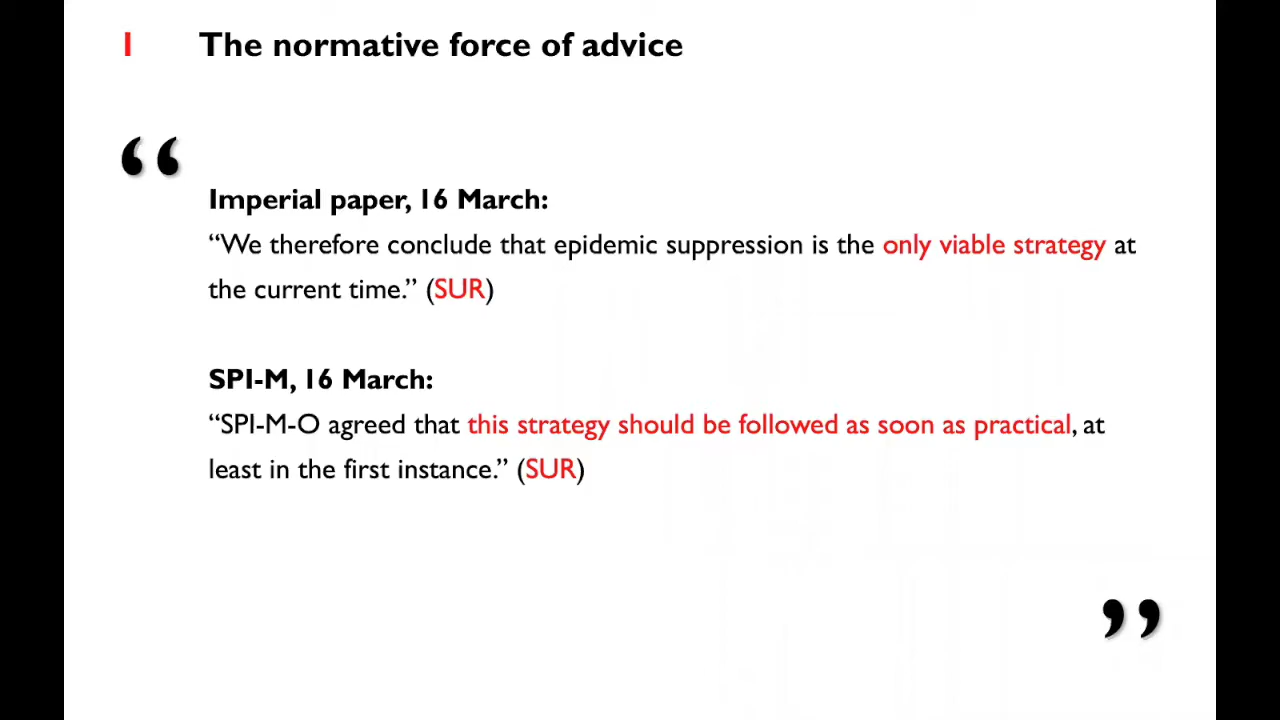 1 The normative force of advice
“
Imperial paper, 16 March:
“We therefore conclude that epidemic suppression is the only viable strategy at
the current time.” (SUR)
SPI-M, 16 March:
“SPI-M-O agreed that this strategy should be followed as soon as practical, at
least in the first instance.” (SUR)
”